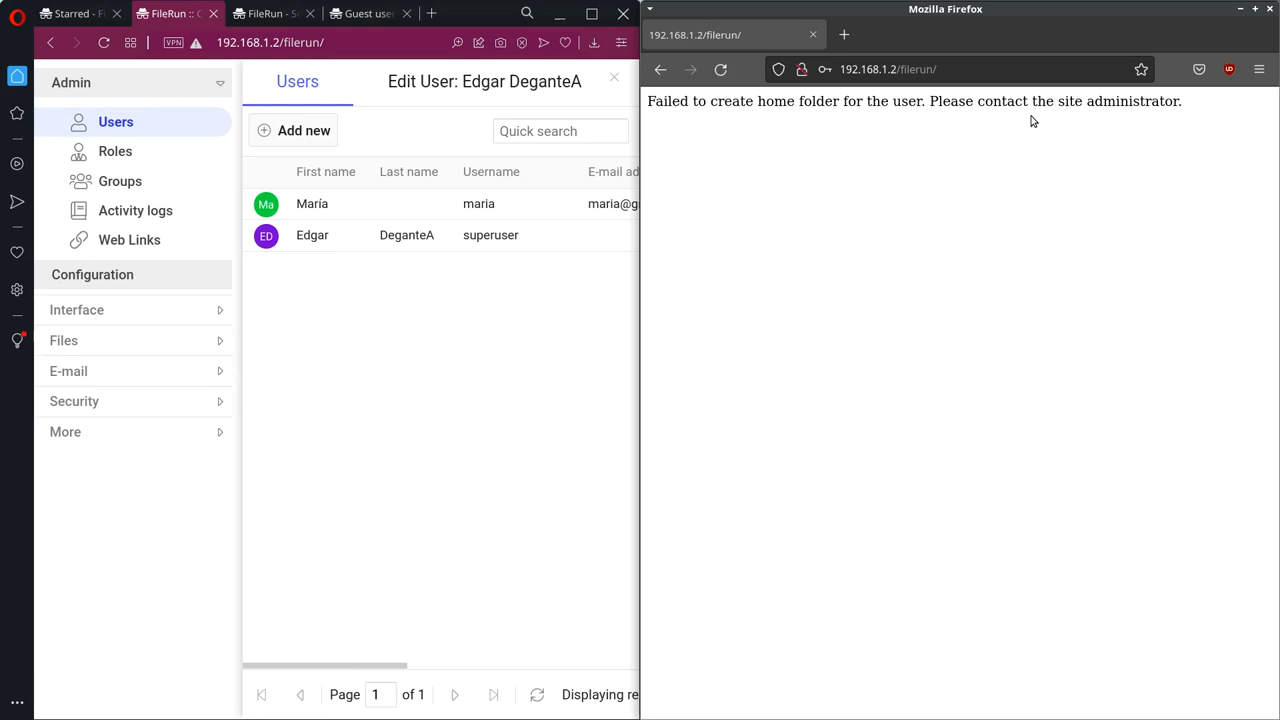 Starred - Fi
FileRun :: C
FileRun - Se
Guest user
VPN
192.168.1.2/filerun/
Admin
Users
Roles
Groups
Activity logs
Web Links
Configuration
Interface
Files
E-mail
Security
More
Users
Edit User: Edgar DeganteA
Add new
Quick search
First name Last name Username E-mail ad
Ma María maria maria@g
ED Edgar DeganteA superuser
Page 1 of 1
Displaying re
Mozilla Firefox
192.168.1.2/filerun/
192.168.1.2/filerun/
Failed to create home folder for the user. Please contact the site administrator.